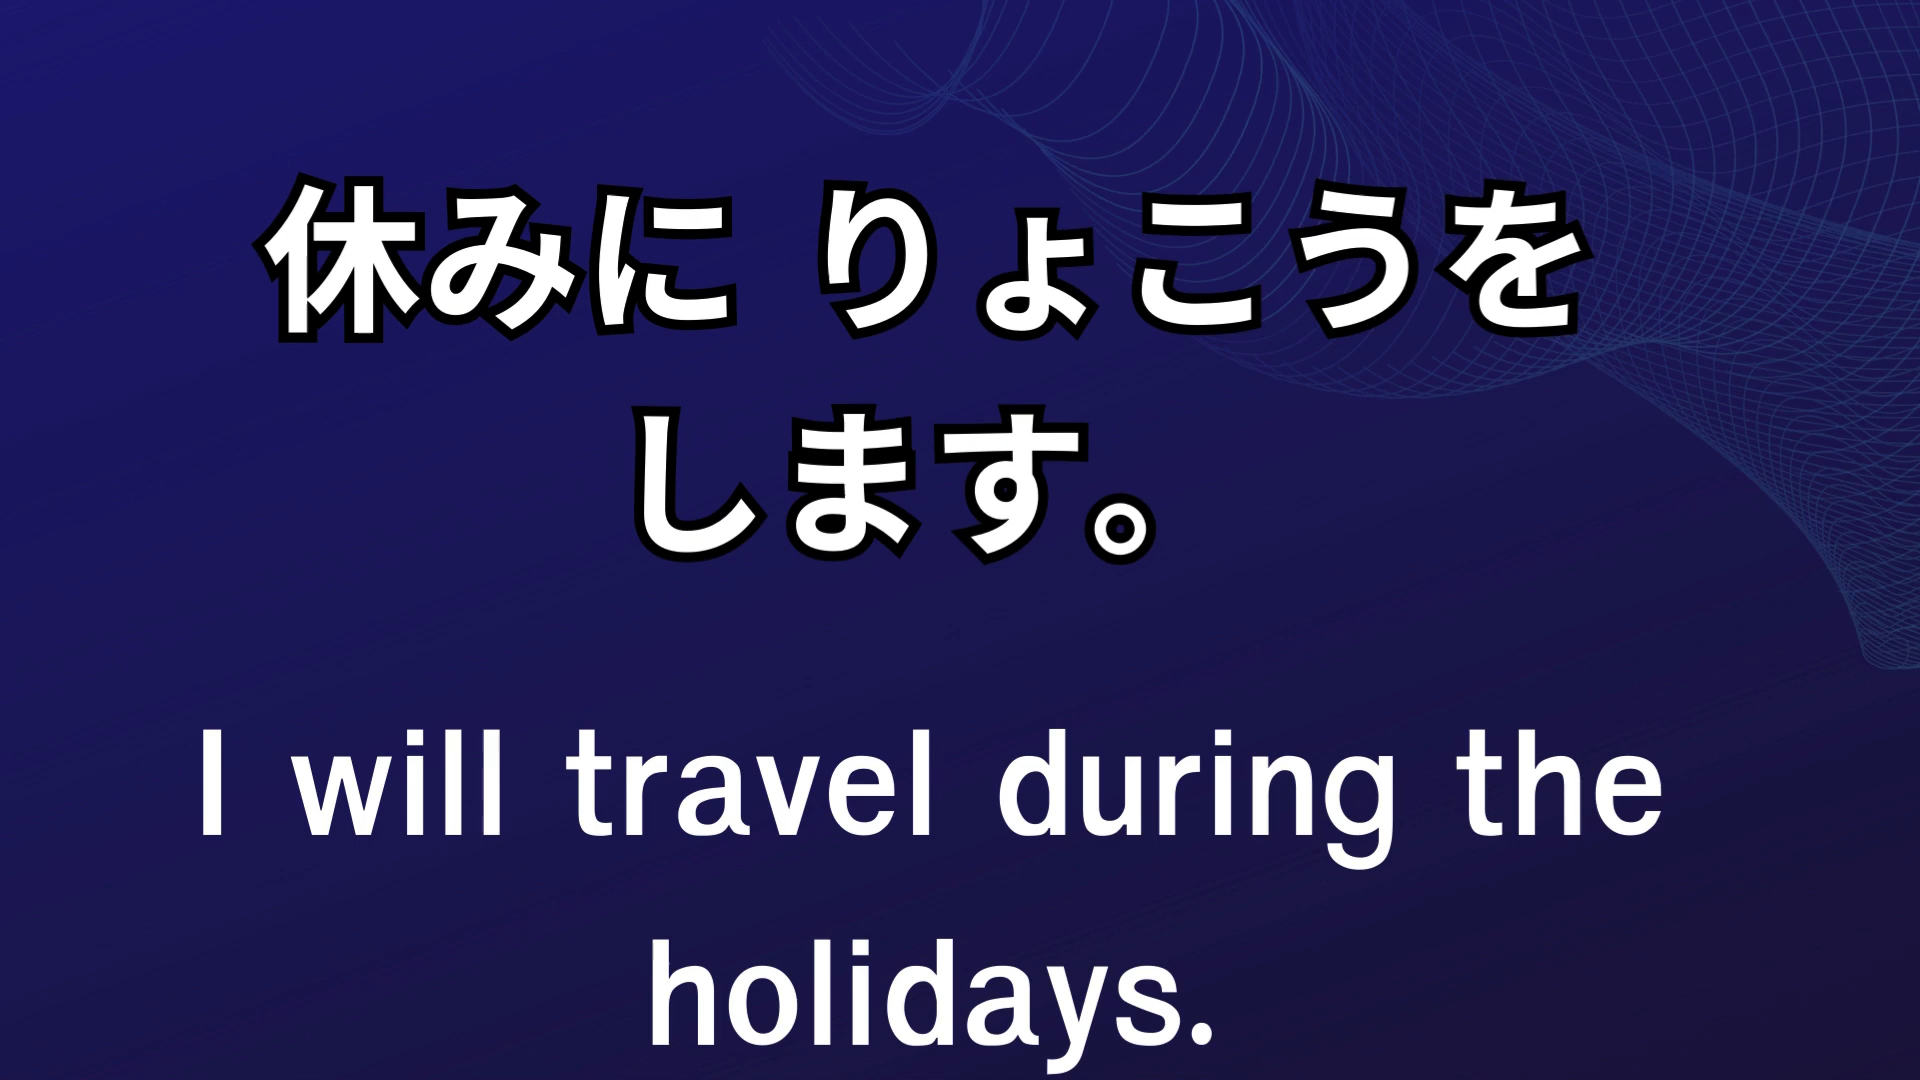 休みに りょこうを
します。
I will travel during the
holidays.